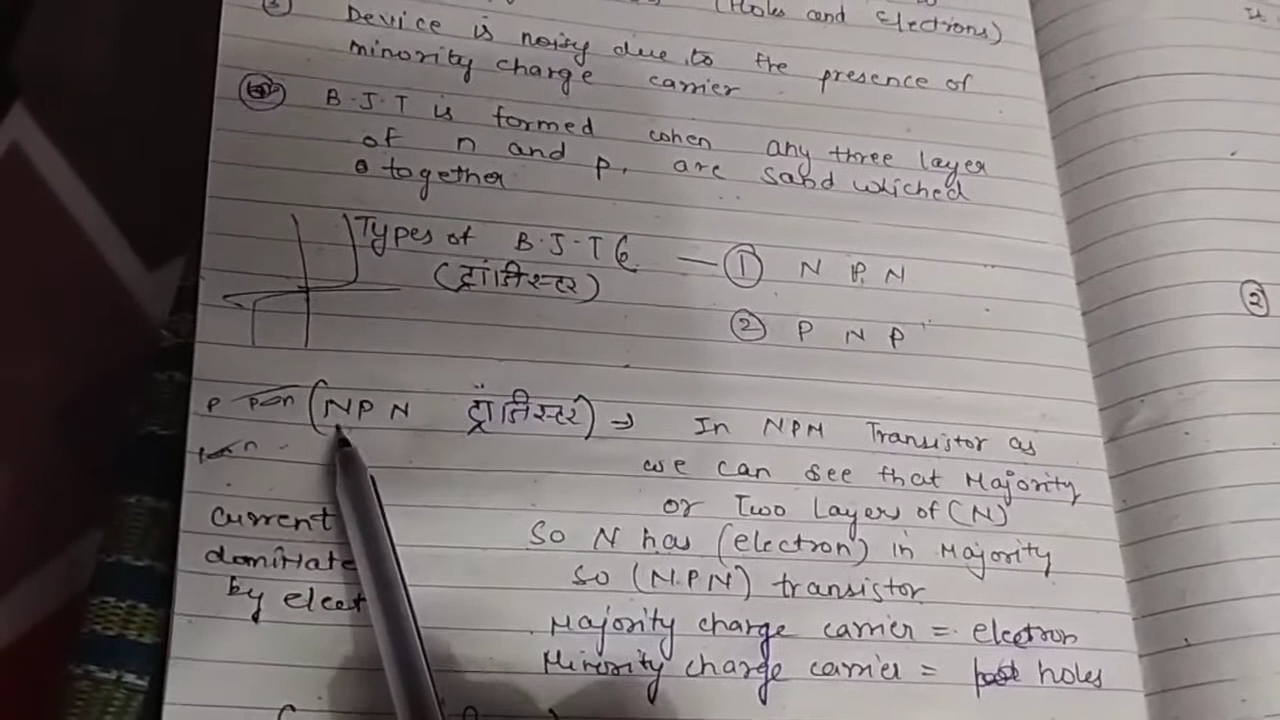 (Holes and Electrons)
Device is noisy due to the presence of
minority charge carrier
B.J.T is formed when any three layer
of n and p, are sand wiched
together
Types of B.J.T — ① N P N
(ट्रांजिस्टर)
② P N P
(NPN ट्रांजिस्टर) → In NPN Transistor as
we can see that Majority
or Two Layers of (N)
②
Current
dominate
by elect
So N has (electron) in Majority
So (N.P.N) transistor
Majority charge carrier = electron
Minority charge carrier = holes